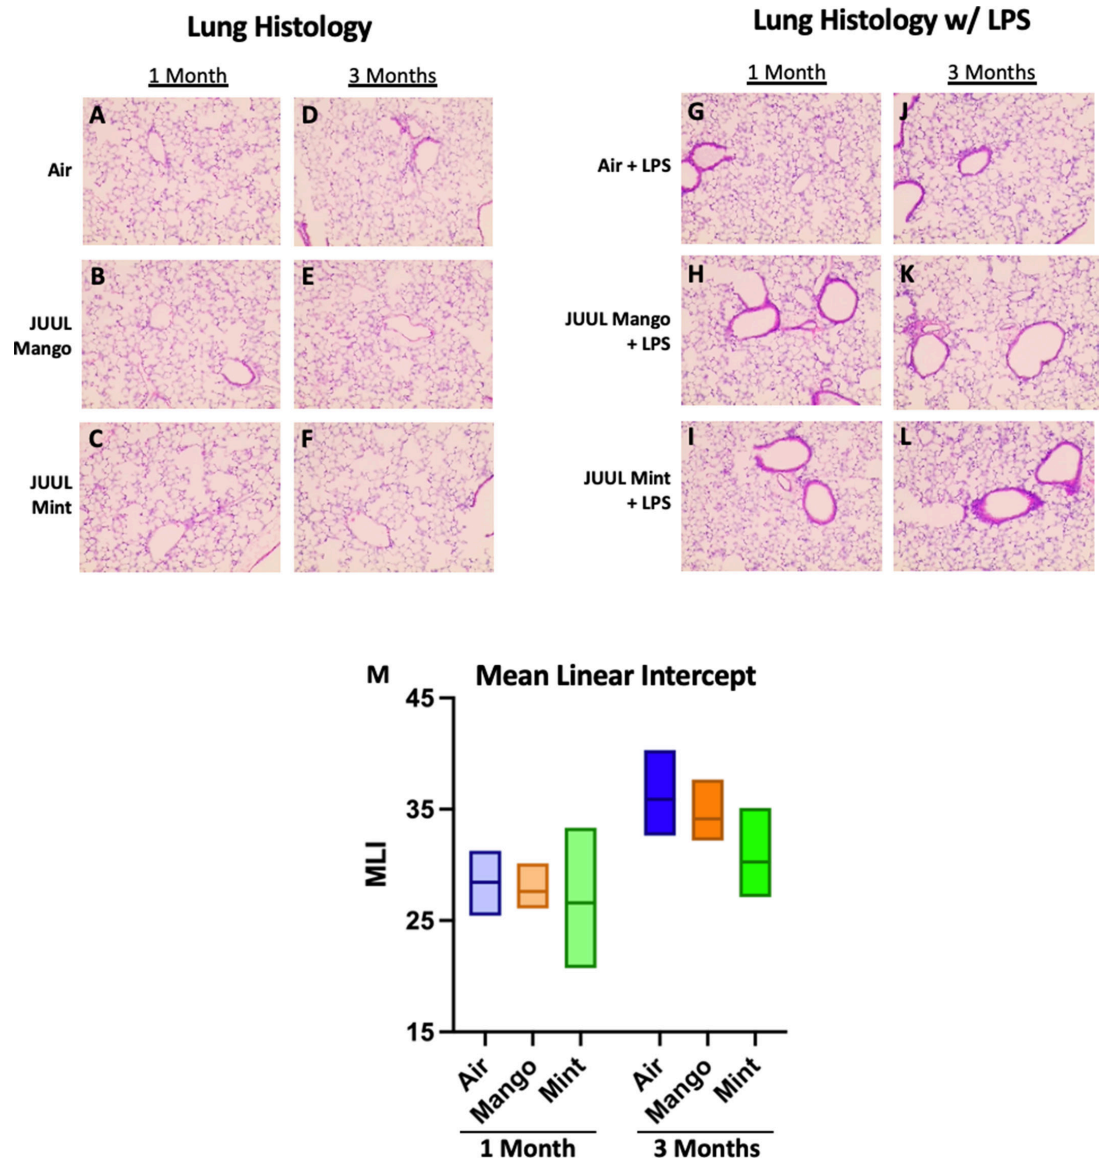 Lung Histology
1 Month
3 Months
A
D
Air
B
E
JUUL
Mango
C
F
JUUL
Mint
Lung Histology w/ LPS
1 Month
3 Months
G
J
Air + LPS
H
K
JUUL Mango
+ LPS
I
L
JUUL Mint
+ LPS
M
Mean Linear Intercept
45
35
25
15
MLI
Air
Mango
Mint
Air
Mango
Mint
1 Month
3 Months